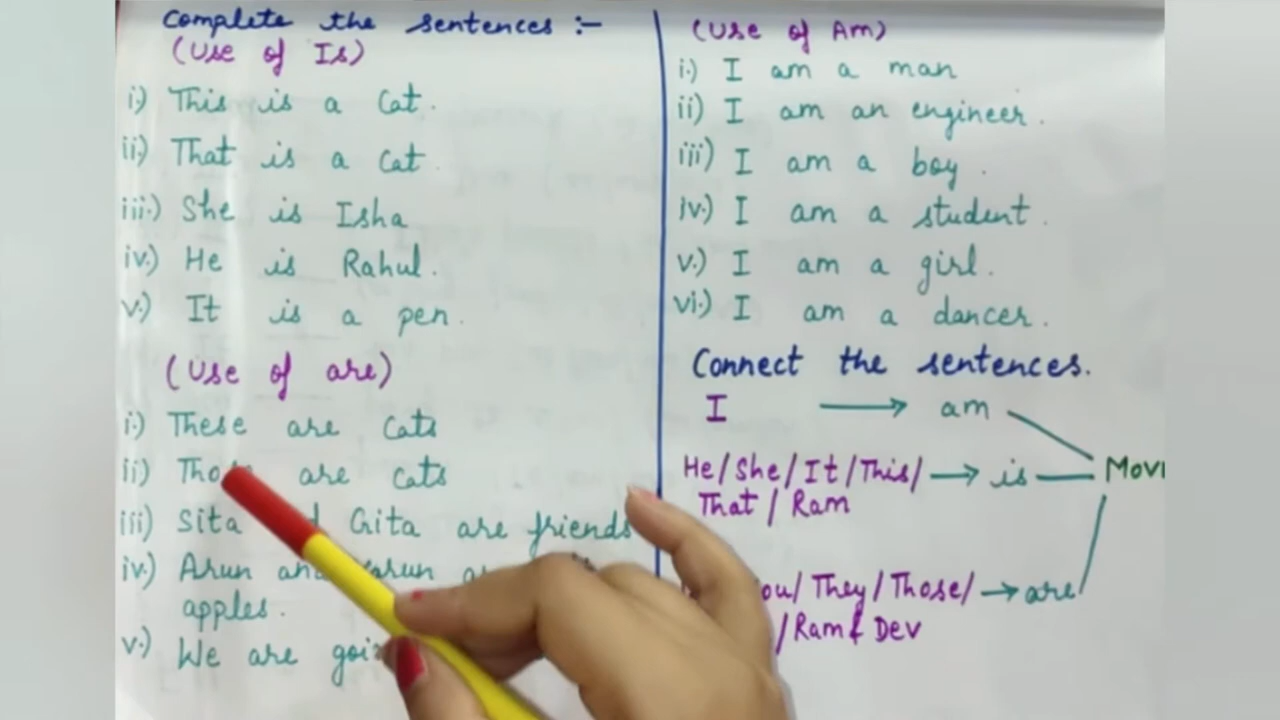 Complete the sentences :-
(Use of Is)
i.) This is a Cat.
ii.) That is a cat.
iii.) She is Isha
iv.) He is Rahul.
v.) It is a pen.
(Use of are)
i.) These are Cats
ii) are cats
iii) Sita Gita are friends
iv.) Arun and
apples.
v.) We are
(Use of Am)
i.) I am a man
ii) I am an engineer.
iii) I am a boy.
iv.) I am a student.
v.) I am a girl.
vi.) I am a dancer.
Connect the sentences.
I → am
He/She/It/This/ → is
That / Ram
/ They / Those/ → are
/Ram & Dev